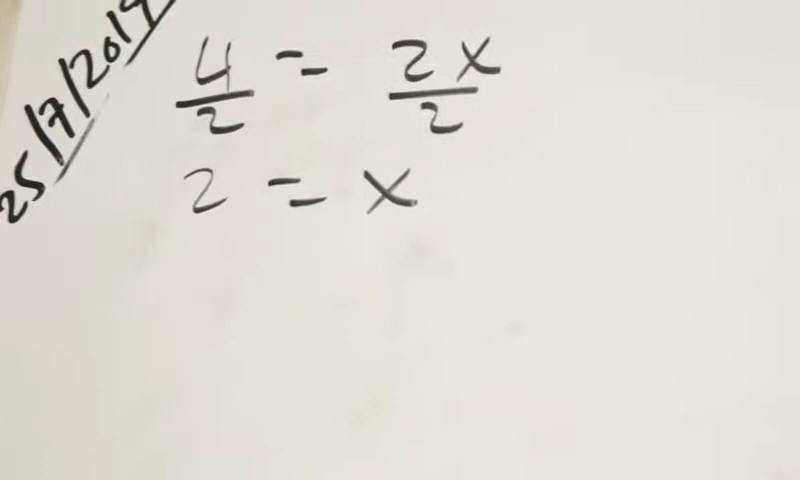 25/7/2019
4/2 = 2x/2
2 = x